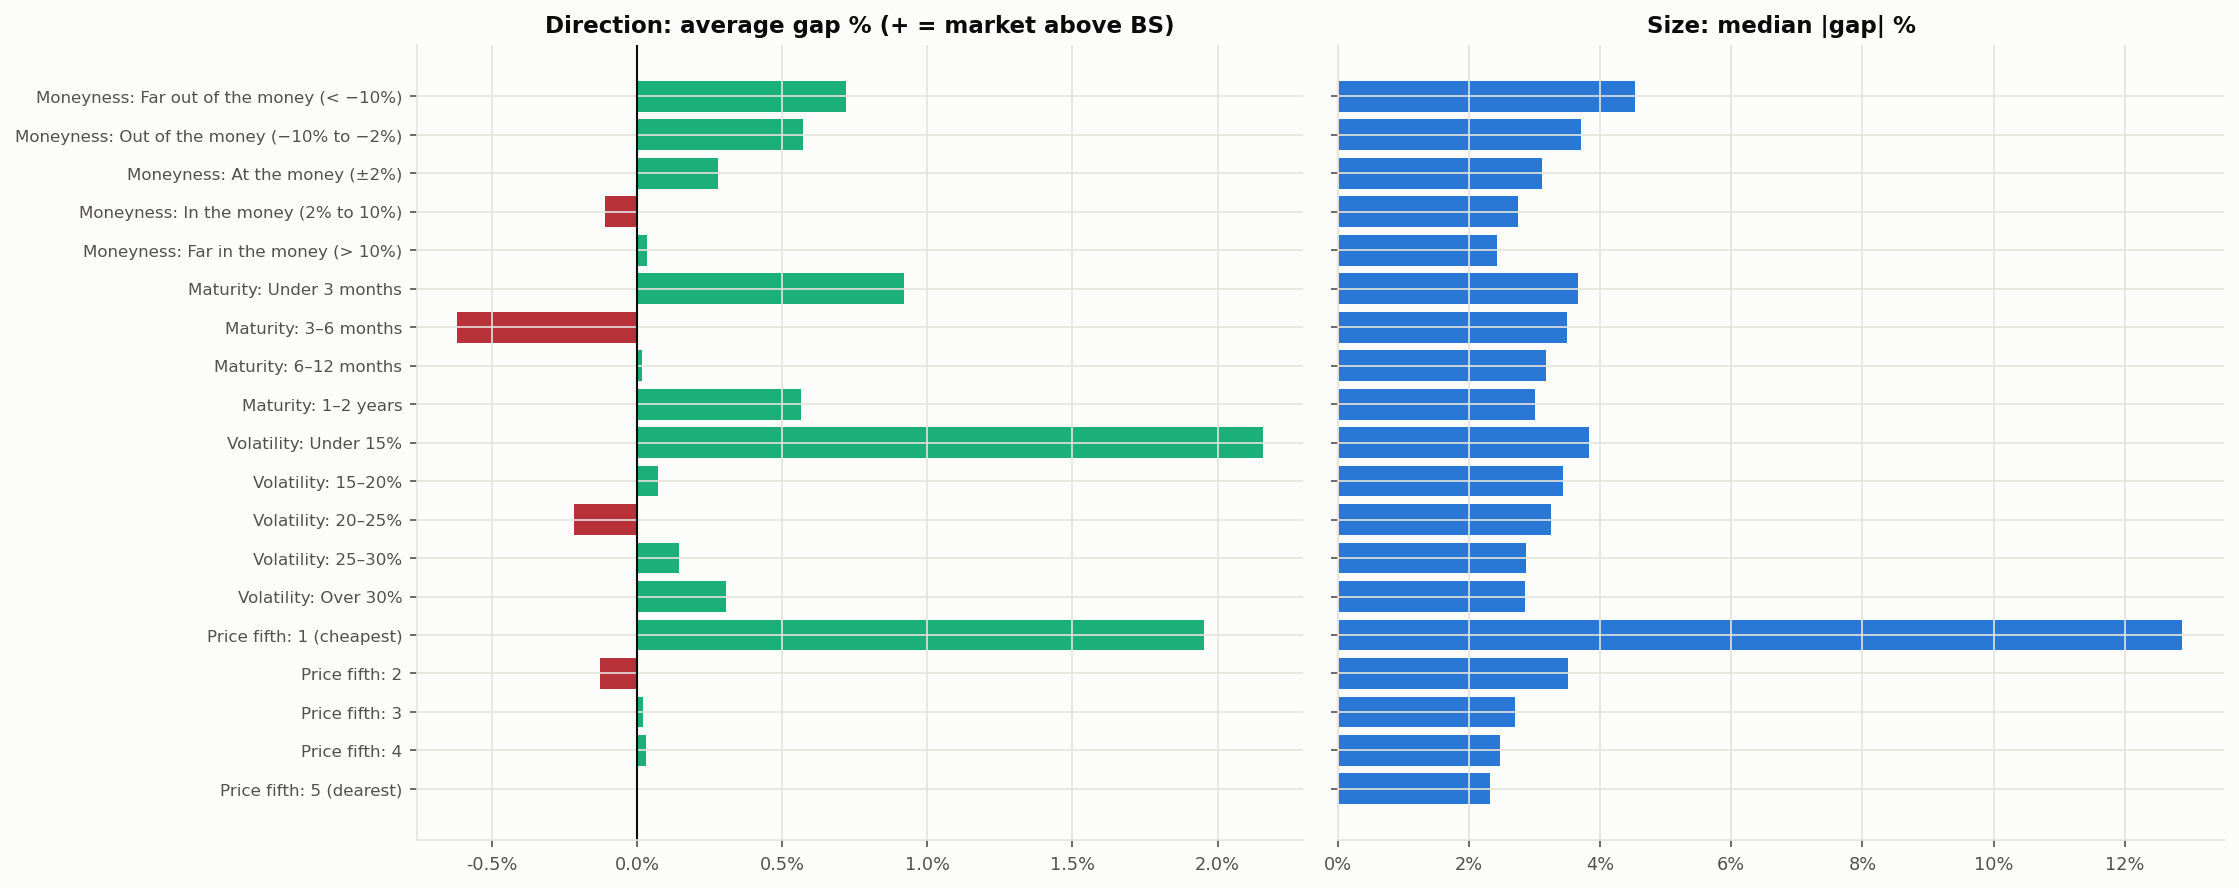 Direction: average gap % (+ = market above BS)
Size: median |gap| %
Moneyness: Far out of the money (< −10%)
Moneyness: Out of the money (−10% to −2%)
Moneyness: At the money (±2%)
Moneyness: In the money (2% to 10%)
Moneyness: Far in the money (> 10%)
Maturity: Under 3 months
Maturity: 3–6 months
Maturity: 6–12 months
Maturity: 1–2 years
Volatility: Under 15%
Volatility: 15–20%
Volatility: 20–25%
Volatility: 25–30%
Volatility: Over 30%
Price fifth: 1 (cheapest)
Price fifth: 2
Price fifth: 3
Price fifth: 4
Price fifth: 5 (dearest)
-0.5% 0.0% 0.5% 1.0% 1.5% 2.0%
0% 2% 4% 6% 8% 10% 12%